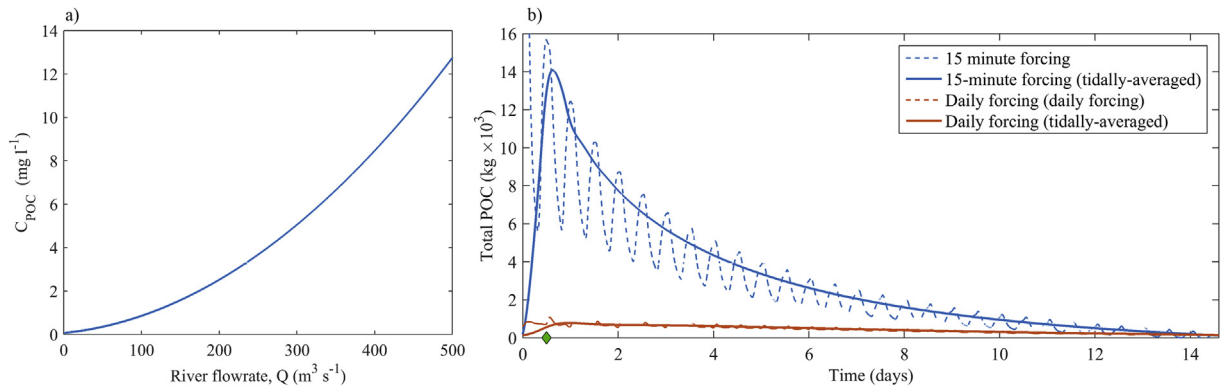 a)
14
12
10
8
6
4
2
0
C_POC (mg l⁻¹)
0 100 200 300 400 500
River flowrate, Q (m³ s⁻¹)
b)
16
14
12
10
8
6
4
2
0
Total POC (kg ×10³)
15 minute forcing
15-minute forcing (tidally-averaged)
Daily forcing (daily forcing)
Daily forcing (tidally-averaged)
0 2 4 6 8 10 12 14
Time (days)